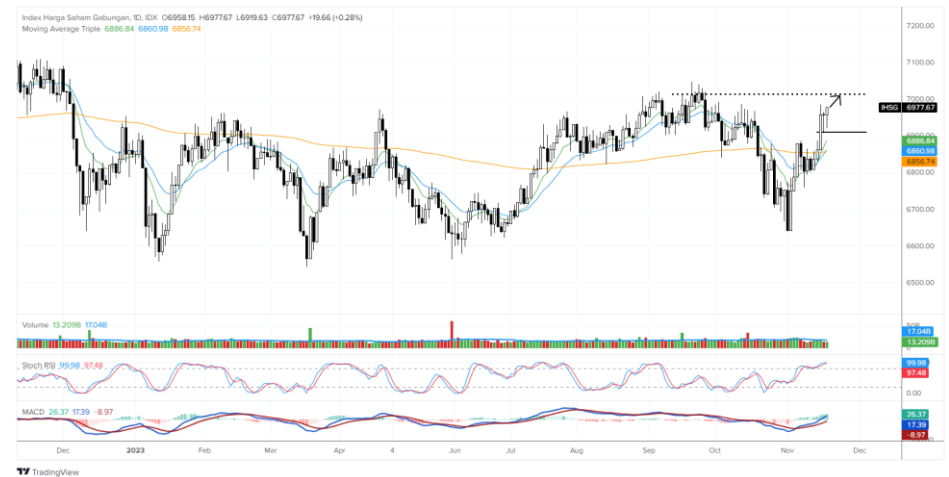 Index Harga Saham Gabungan, 1D, IDX O6958.15 H6977.67 L6919.63 C6977.67 +19.66 (+0.28%)
Moving Average Triple 6886.84 6860.98 6856.74
7200.00
7100.00
7000.00
IHSG 6977.67
6900.00
6886.84
6860.98
6856.74
6800.00
6700.00
6600.00
6500.00
Volume 13.209B 17.04B
50B
17.04B
13.209B
0
Stoch RSI 99.98 97.48
99.98
97.48
0.00
MACD 26.37 17.39 -8.97
26.37
17.39
-8.97
Dec 2023 Feb Mar Apr 4 Jun Jul Aug Sep Oct Nov Dec
TradingView